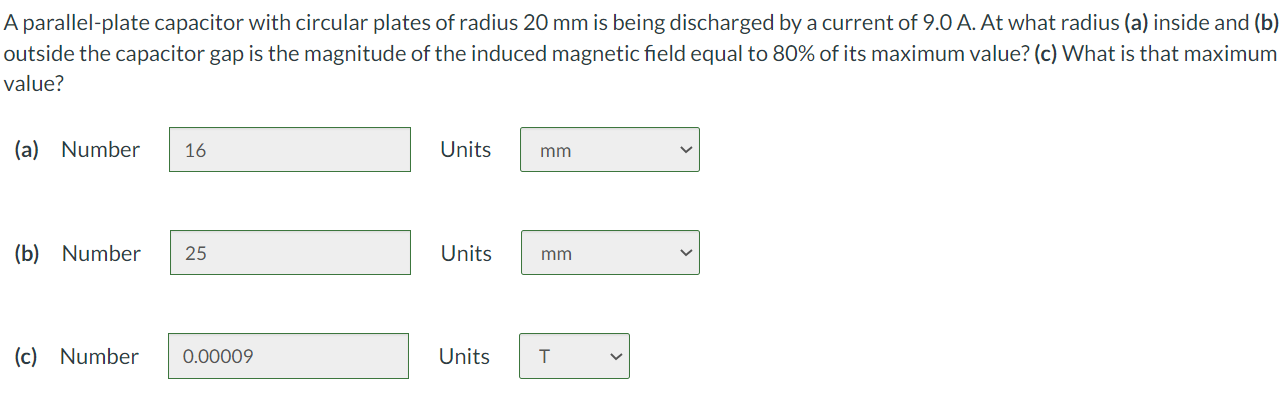 A parallel-plate capacitor with circular plates of radius 20 mm is being discharged by a current of 9.0 A. At what radius (a) inside and (b)
outside the capacitor gap is the magnitude of the induced magnetic field equal to 80% of its maximum value? (c) What is that maximum
value?
(a) Number 16 Units mm
(b) Number 25 Units mm
(c) Number 0.00009 Units T